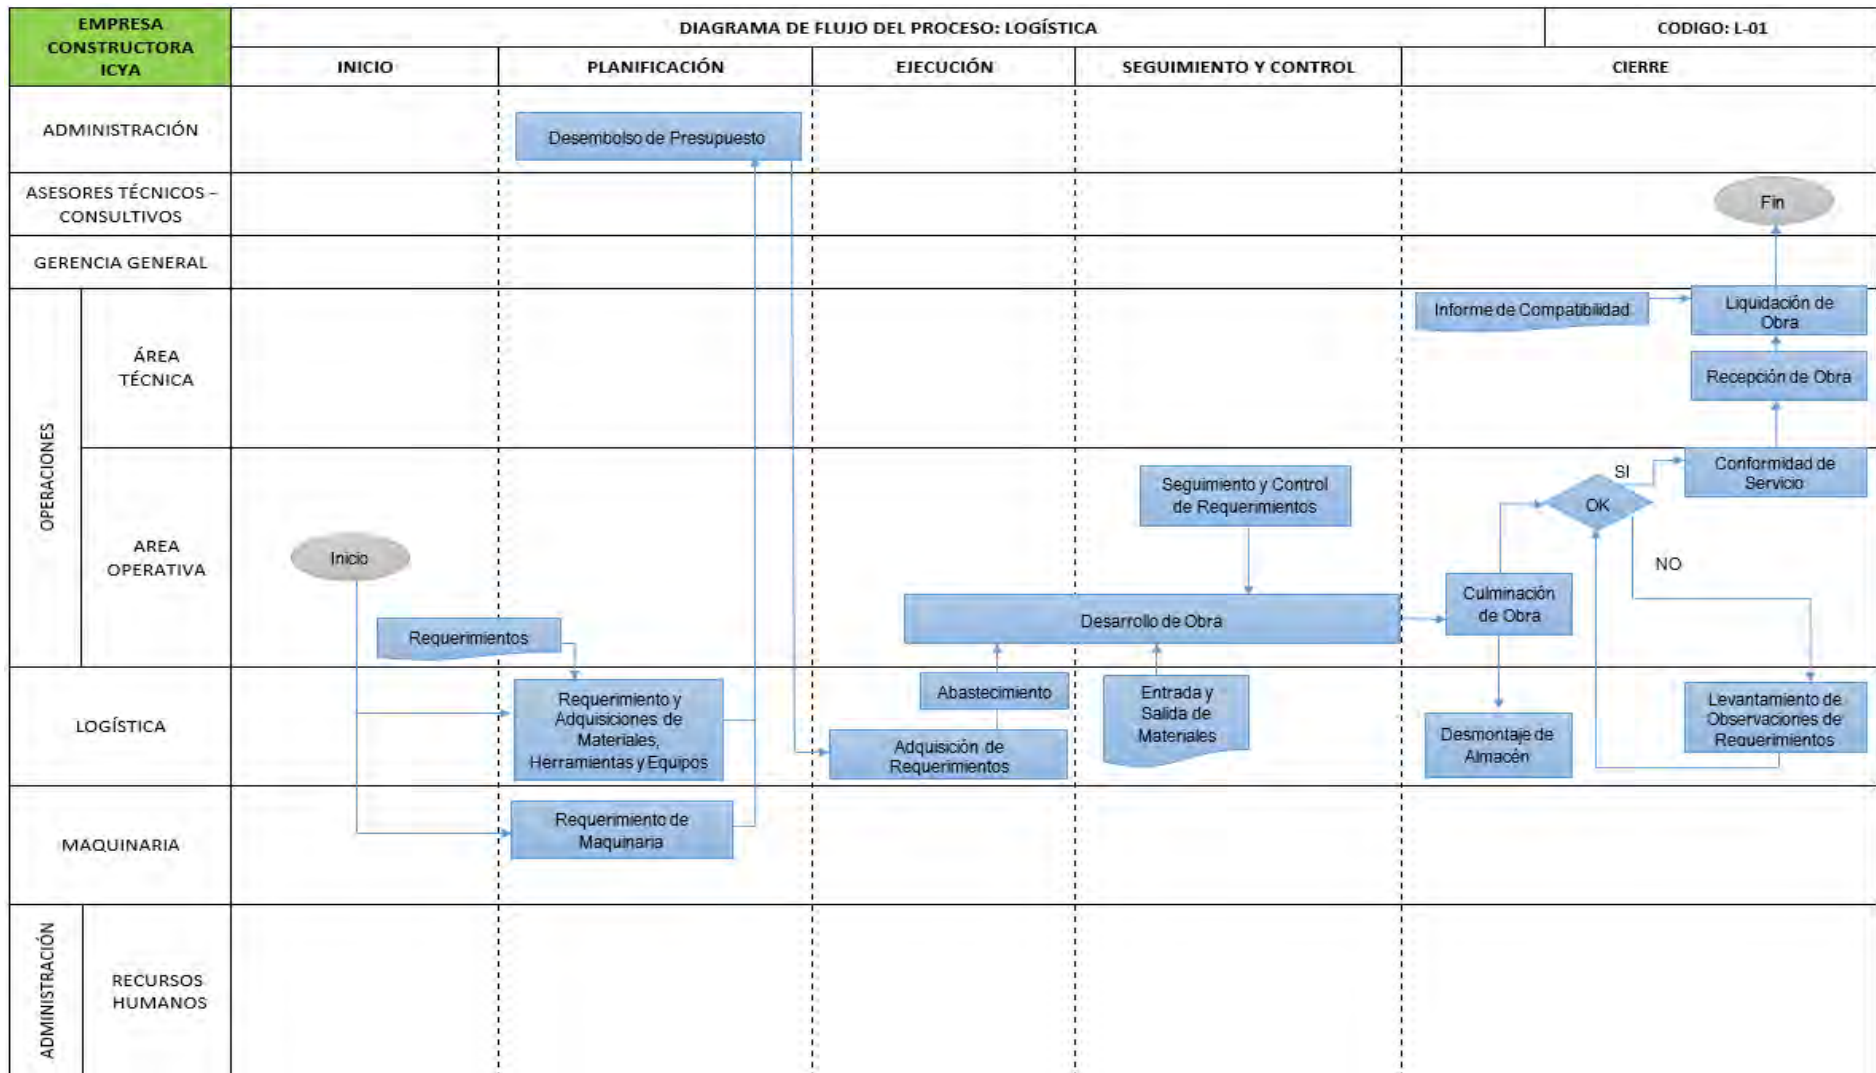 EMPRESA
CONSTRUCTORA
ICYA
DIAGRAMA DE FLUJO DEL PROCESO: LOGÍSTICA
CODIGO: L-01
INICIO
PLANIFICACIÓN
EJECUCIÓN
SEGUIMIENTO Y CONTROL
CIERRE
ADMINISTRACIÓN
Desembolso de Presupuesto
ASESORES TÉCNICOS -
CONSULTIVOS
Fin
GERENCIA GENERAL
OPERACIONES
ÁREA
TÉCNICA
Informe de Compatibilidad
Liquidación de
Obra
Recepción de Obra
AREA
OPERATIVA
Inicio
Requerimientos
Seguimiento y Control
de Requerimientos
Desarrollo de Obra
Culminación
de Obra
OK
SI
NO
Conformidad de
Servicio
LOGÍSTICA
Requerimiento y
Adquisiciones de
Materiales,
Herramientas y Equipos
Abastecimiento
Adquisición de
Requerimientos
Entrada y
Salida de
Materiales
Desmontaje de
Almacén
Levantamiento de
Observaciones de
Requerimientos
MAQUINARIA
Requerimiento de
Maquinaria
ADMINISTRACIÓN
RECURSOS
HUMANOS